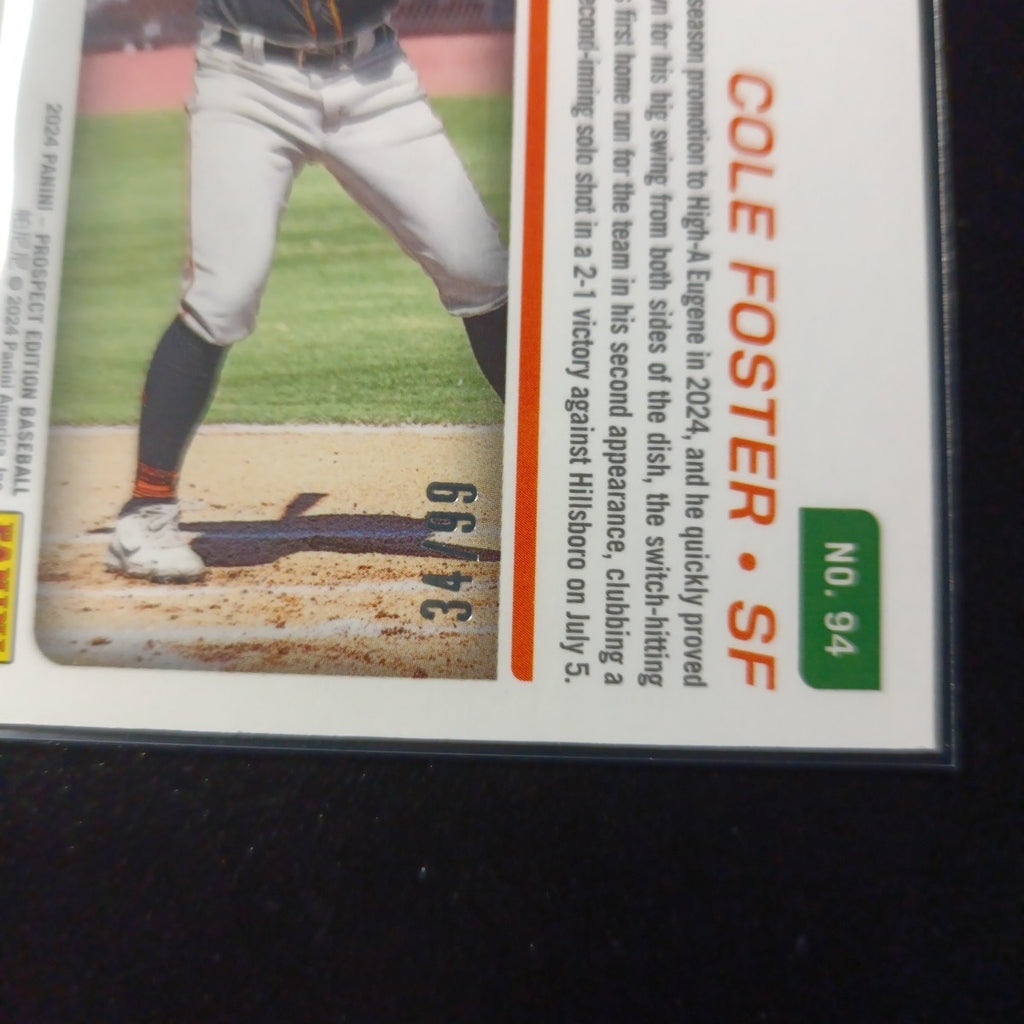 NO. 94
COLE FOSTER • SF
season promotion to High-A Eugene in 2024, and he quickly proved
for his big swing from both sides of the dish, the switch-hitting
first home run for the team in his second appearance, clubbing a
econd-inning solo shot in a 2-1 victory against Hillsboro on July 5.
34/99
2024 PANINI – PROSPECT EDITION BASEBALL
© 2024 Panini America, Inc.